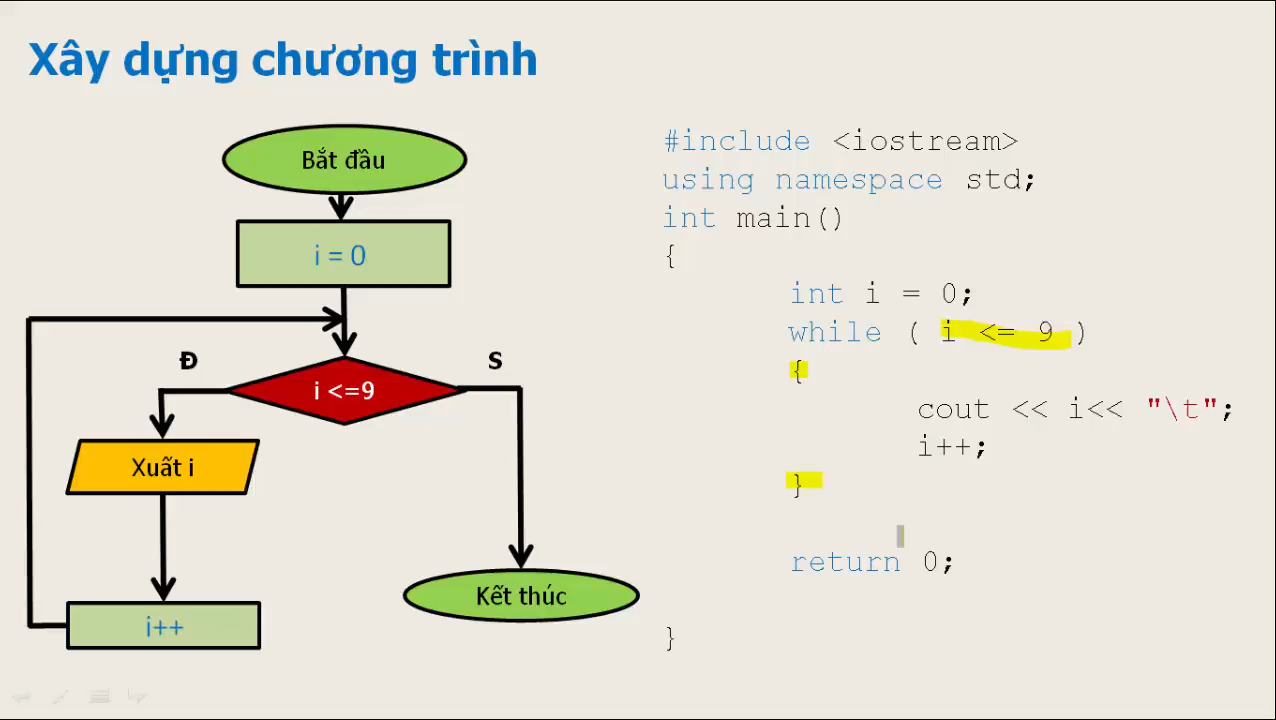 Xây dựng chương trình
Bắt đầu
i = 0
Đ
S
i <=9
Xuất i
i++
Kết thúc
#include <iostream>
using namespace std;
int main()
{
int i = 0;
while ( i <= 9 )
{
cout << i<< "\t";
i++;
}
return 0;
}